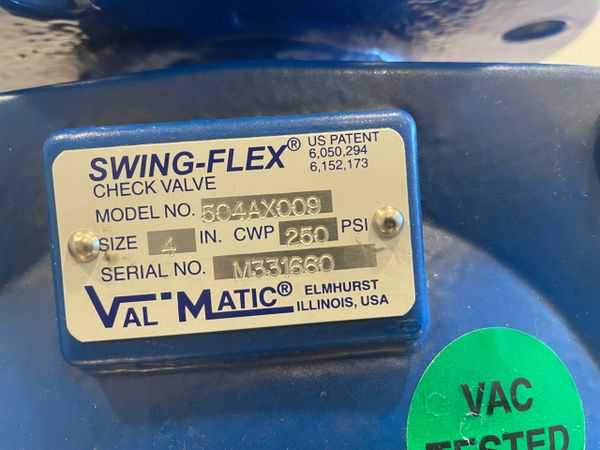 SWING-FLEX® US PATENT
6,050,294
6,152,173
CHECK VALVE
MODEL NO. 504AX009
SIZE 4 IN. CWP 250 PSI
SERIAL NO. M331660
VAL-MATIC® ELMHURST
ILLINOIS, USA
VAC
TESTED